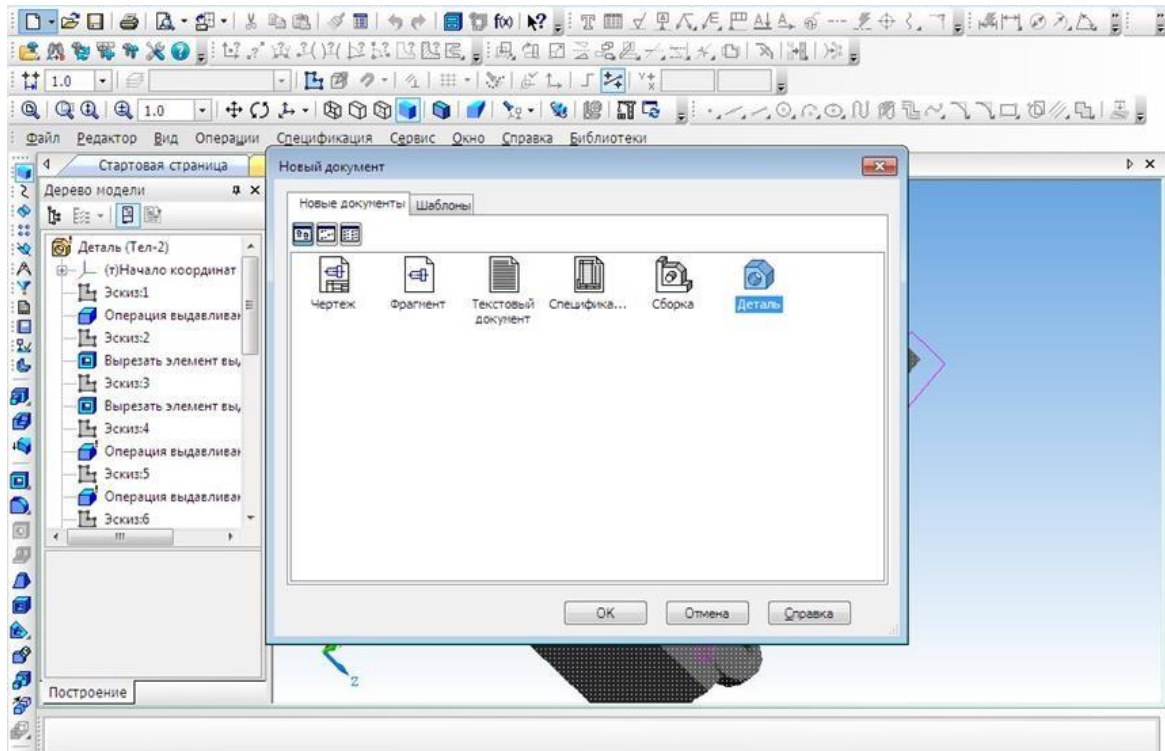 1.0
1.0
Файл Редактор Вид Операции Спецификация Сервис Окно Справка Библиотеки
Стартовая страница
Дерево модели
Деталь (Тел-2)
(т)Начало координат
Эскиз:1
Операция выдавливан
Эскиз:2
Вырезать элемент вы,
Эскиз:3
Вырезать элемент вы,
Эскиз:4
Операция выдавливан
Эскиз:5
Операция выдавливан
Эскиз:6
Построение
Новый документ
Новые документы Шаблоны
Чертеж Фрагмент Текстовый документ Специфика... Сборка Деталь
OK Отмена Справка
z